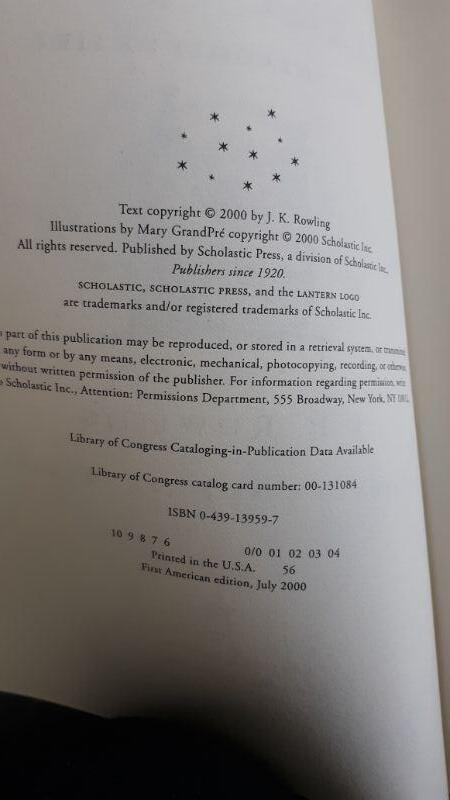 Text copyright © 2000 by J. K. Rowling
Illustrations by Mary GrandPré copyright © 2000 Scholastic Inc.
All rights reserved. Published by Scholastic Press, a division of Scholastic Inc.,
Publishers since 1920.
SCHOLASTIC, SCHOLASTIC PRESS, and the LANTERN LOGO
are trademarks and/or registered trademarks of Scholastic Inc.
part of this publication may be reproduced, or stored in a retrieval system, or
any form or by any means, electronic, mechanical, photocopying, recording, or
without written permission of the publisher. For information regarding permission,
Scholastic Inc., Attention: Permissions Department, 555 Broadway, New York, NY
Library of Congress Cataloging-in-Publication Data Available
Library of Congress catalog card number: 00-131084
ISBN 0-439-13959-7
10 9 8 7 6 0/0 01 02 03 04
Printed in the U.S.A. 56
First American edition, July 2000